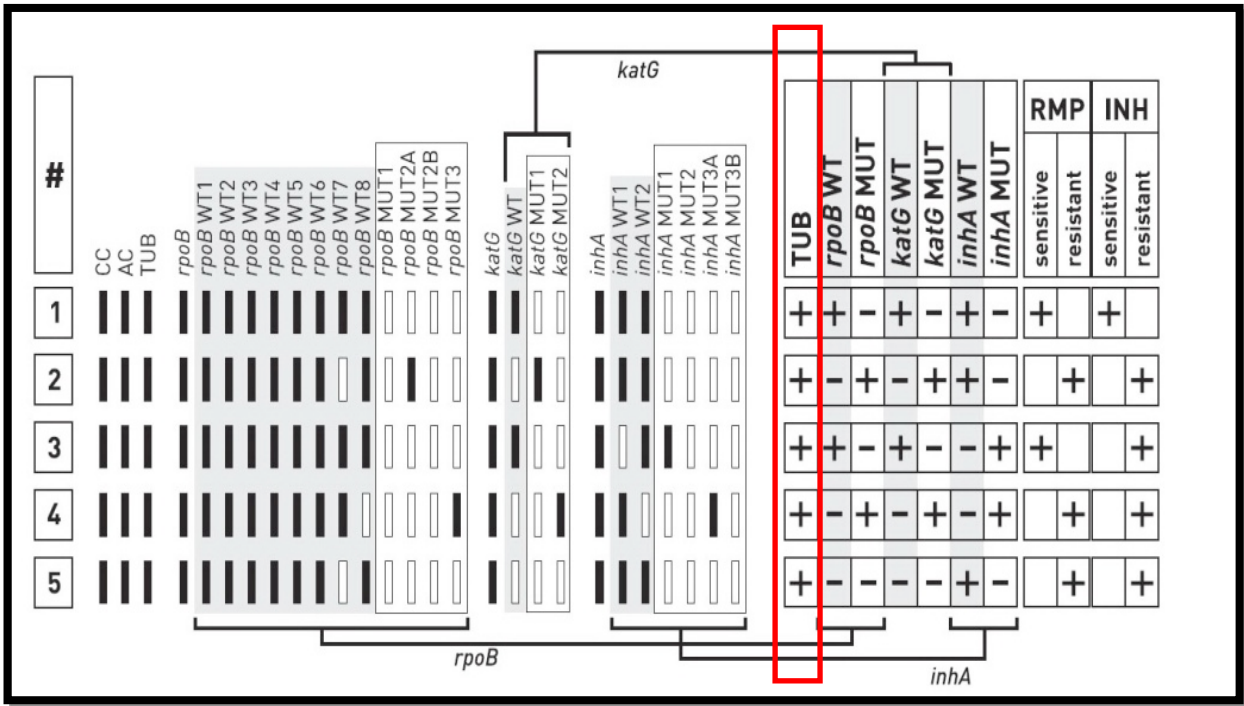 katG
#
CC
AC
TUB
rpoB
rpoB WT1
rpoB WT2
rpoB WT3
rpoB WT4
rpoB WT5
rpoB WT6
rpoB WT7
rpoB WT8
rpoB MUT1
rpoB MUT2A
rpoB MUT2B
rpoB MUT3
katG
katG WT
katG MUT1
katG MUT2
inhA
inhA WT1
inhA WT2
inhA MUT1
inhA MUT2
inhA MUT3A
inhA MUT3B
TUB
rpoB WT
rpoB MUT
katG WT
katG MUT
inhA WT
inhA MUT
RMP INH
sensitive
resistant
sensitive
resistant
1 + + − + − + − + +
2 + − + − + + − + +
3 + + − + − − + + +
4 + − + − + − + + +
5 + − − − − + − + +
rpoB
inhA